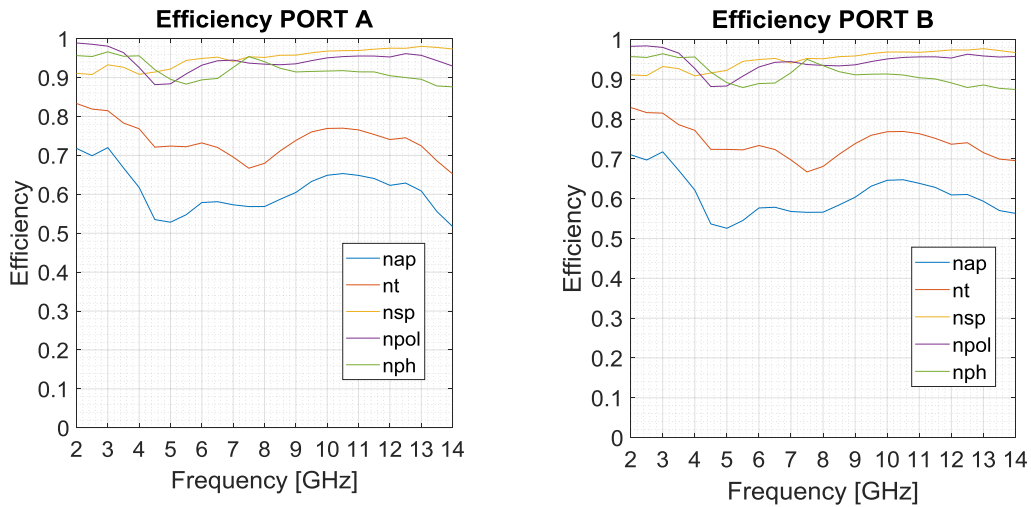 Efficiency PORT A
Efficiency
1
0.9
0.8
0.7
0.6
0.5
0.4
0.3
0.2
0.1
0
2 3 4 5 6 7 8 9 10 11 12 13 14
Frequency [GHz]
nap
nt
nsp
npol
nph
Efficiency PORT B
Efficiency
1
0.9
0.8
0.7
0.6
0.5
0.4
0.3
0.2
0.1
0
2 3 4 5 6 7 8 9 10 11 12 13 14
Frequency [GHz]
nap
nt
nsp
npol
nph